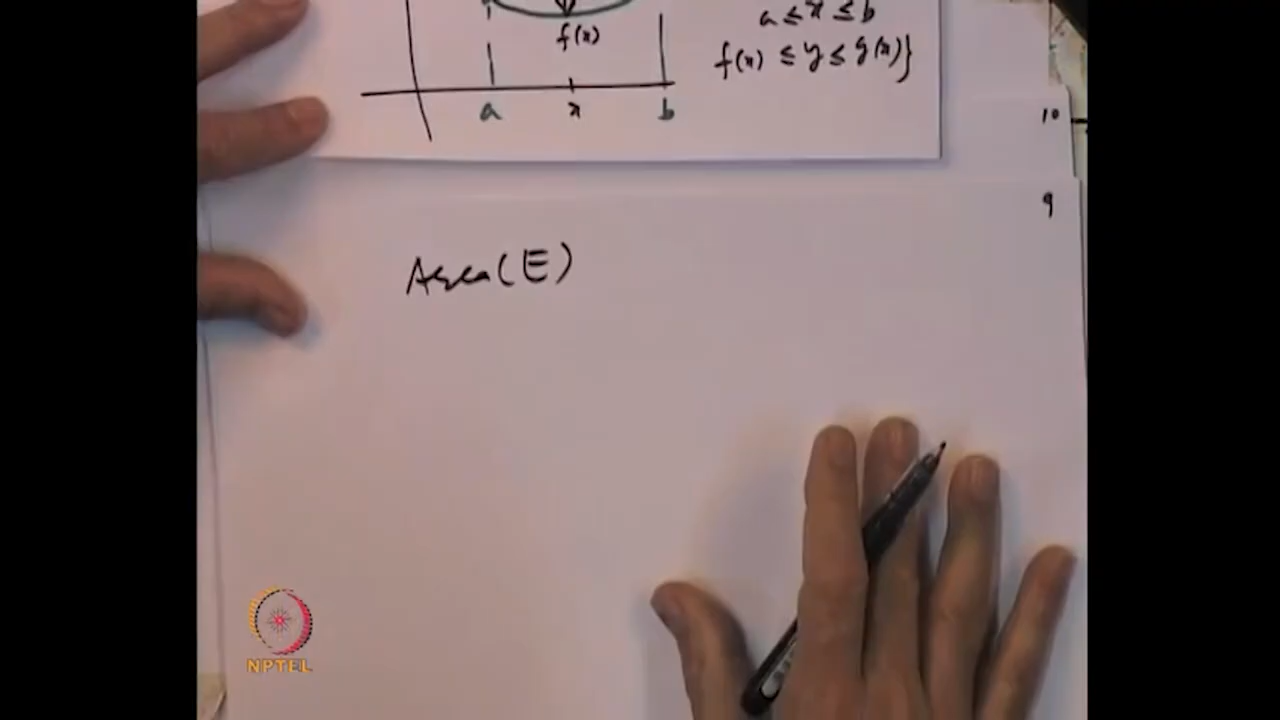 f(x)
a ≤ x ≤ b
f(x) ≤ y ≤ g(x)}
a x b
10
9
Area(E)
NPTEL